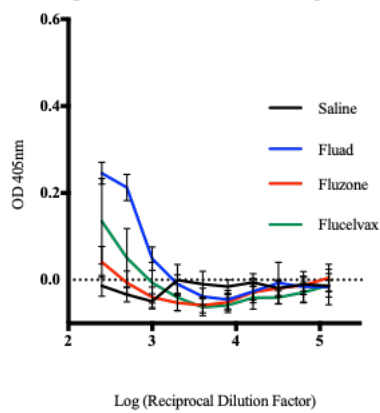 0.6
0.4
0.2
0.0
OD 405nm
Saline
Fluad
Fluzone
Flucelvax
2 3 4 5
Log (Reciprocal Dilution Factor)